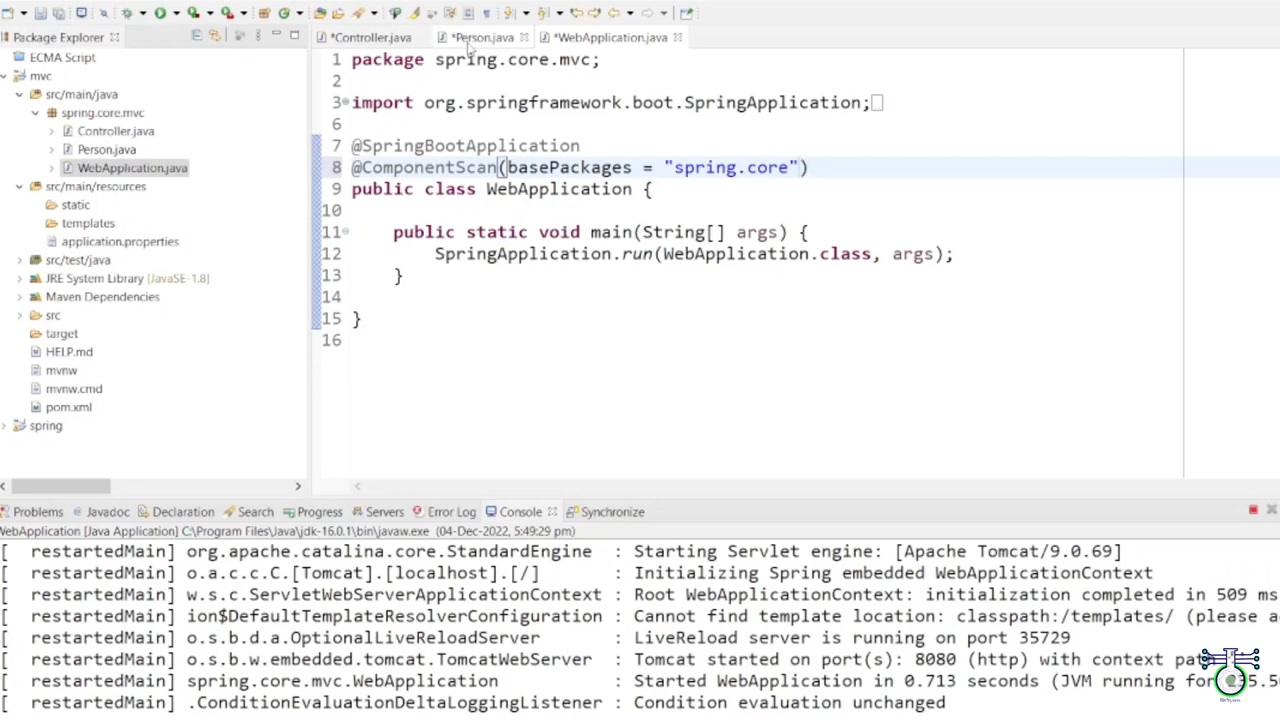 Package Explorer
*Controller.java
*Person.java
*WebApplication.java
ECMA Script
mvc
src/main/java
spring.core.mvc
Controller.java
Person.java
WebApplication.java
src/main/resources
static
templates
application.properties
src/test/java
JRE System Library [JavaSE-1.8]
Maven Dependencies
src
target
HELP.md
mvnw
mvnw.cmd
pom.xml
spring
1 package spring.core.mvc;
2
3 import org.springframework.boot.SpringApplication;
6
7 @SpringBootApplication
8 @ComponentScan(basePackages = "spring.core")
9 public class WebApplication {
10
11 public static void main(String[] args) {
12 SpringApplication.run(WebApplication.class, args);
13 }
14
15 }
16
Problems Javadoc Declaration Search Progress Servers Error Log Console Synchronize
WebApplication [Java Application] C:\Program Files\Java\jdk-16.0.1\bin\javaw.exe (04-Dec-2022, 5:49:29 pm)
[ restartedMain] org.apache.catalina.core.StandardEngine : Starting Servlet engine: [Apache Tomcat/9.0.69]
[ restartedMain] o.a.c.c.C.[Tomcat].[localhost].[/] : Initializing Spring embedded WebApplicationContext
[ restartedMain] w.s.c.ServletWebServerApplicationContext : Root WebApplicationContext: initialization completed in 509 ms
[ restartedMain] ion$DefaultTemplateResolverConfiguration : Cannot find template location: classpath:/templates/ (please a
[ restartedMain] o.s.b.d.a.OptionalLiveReloadServer : LiveReload server is running on port 35729
[ restartedMain] o.s.b.w.embedded.tomcat.TomcatWebServer : Tomcat started on port(s): 8080 (http) with context
[ restartedMain] spring.core.mvc.WebApplication : Started WebApplication in 0.713 seconds (JVM running for
[ restartedMain] .ConditionEvaluationDeltaLoggingListener : Condition evaluation unchanged